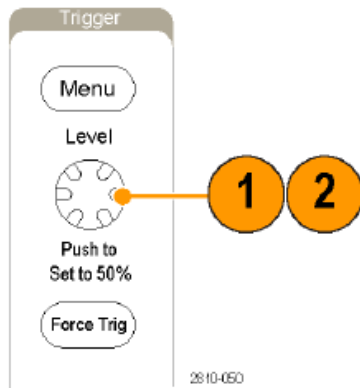 Trigger
Menu
Level
1 2
Push to
Set to 50%
Force Trig
2810-050